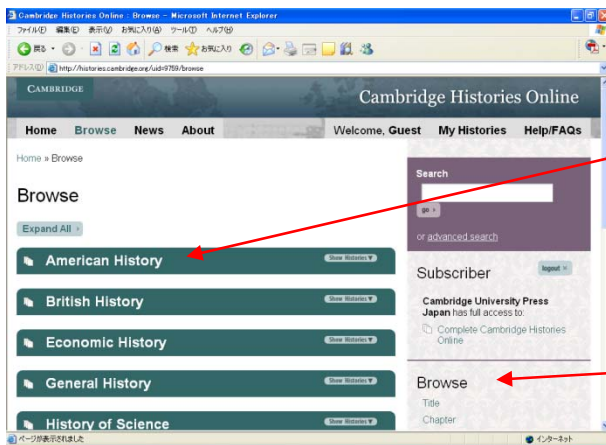 Cambridge Histories Online : Browse - Microsoft Internet Explorer
ファイル(F) 編集(E) 表示(V) お気に入り(A) ツール(T) ヘルプ(H)
戻る 検索 お気に入り
アドレス(D) http://histories.cambridge.org/uid=9759/browse
CAMBRIDGE
Cambridge Histories Online
Home Browse News About Welcome, Guest My Histories Help/FAQs
Home » Browse
Browse
Expand All
American History Show Histories
British History Show Histories
Economic History Show Histories
General History Show Histories
History of Science Show Histories
Search
go
or advanced search
Subscriber logout
Cambridge University Press
Japan has full access to:
Complete Cambridge Histories
Online
Browse
Title
Chapter
ページが表示されました インターネット